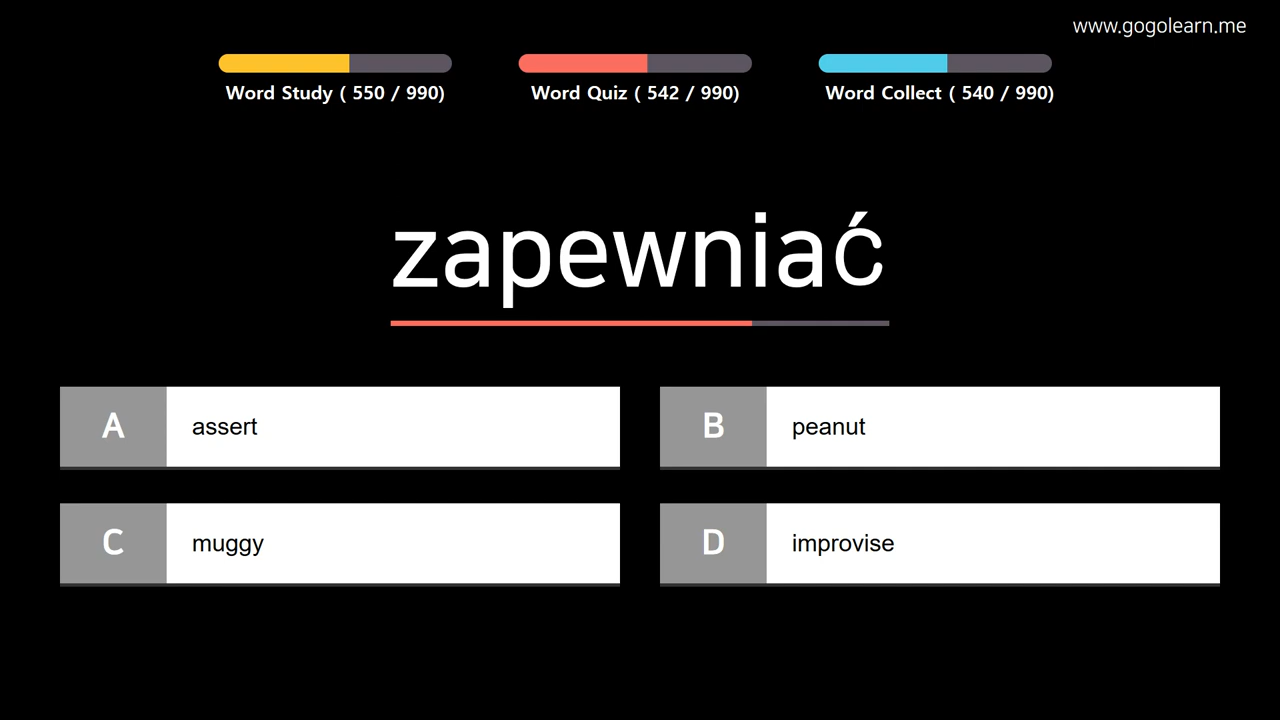 www.gogolearn.me
Word Study ( 550 / 990)
Word Quiz ( 542 / 990)
Word Collect ( 540 / 990)
zapewniać
A assert
B peanut
C muggy
D improvise